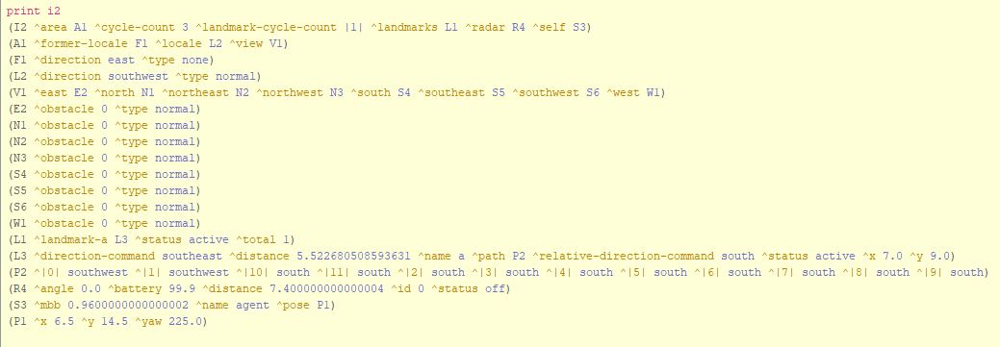 print i2
(I2 ^area A1 ^cycle-count 3 ^landmark-cycle-count |1| ^landmarks L1 ^radar R4 ^self S3)
(A1 ^former-locale F1 ^locale L2 ^view V1)
(F1 ^direction east ^type none)
(L2 ^direction southwest ^type normal)
(V1 ^east E2 ^north N1 ^northeast N2 ^northwest N3 ^south S4 ^southeast S5 ^southwest S6 ^west W1)
(E2 ^obstacle 0 ^type normal)
(N1 ^obstacle 0 ^type normal)
(N2 ^obstacle 0 ^type normal)
(N3 ^obstacle 0 ^type normal)
(S4 ^obstacle 0 ^type normal)
(S5 ^obstacle 0 ^type normal)
(S6 ^obstacle 0 ^type normal)
(W1 ^obstacle 0 ^type normal)
(L1 ^landmark-a L3 ^status active ^total 1)
(L3 ^direction-command southeast ^distance 5.522680508593631 ^name a ^path P2 ^relative-direction-command south ^status active ^x 7.0 ^y 9.0)
(P2 ^|0| southwest ^|1| southwest ^|10| south ^|11| south ^|2| south ^|3| south ^|4| south ^|5| south ^|6| south ^|7| south ^|8| south ^|9| south)
(R4 ^angle 0.0 ^battery 99.9 ^distance 7.400000000000004 ^id 0 ^status off)
(S3 ^mbb 0.9600000000000002 ^name agent ^pose P1)
(P1 ^x 6.5 ^y 14.5 ^yaw 225.0)